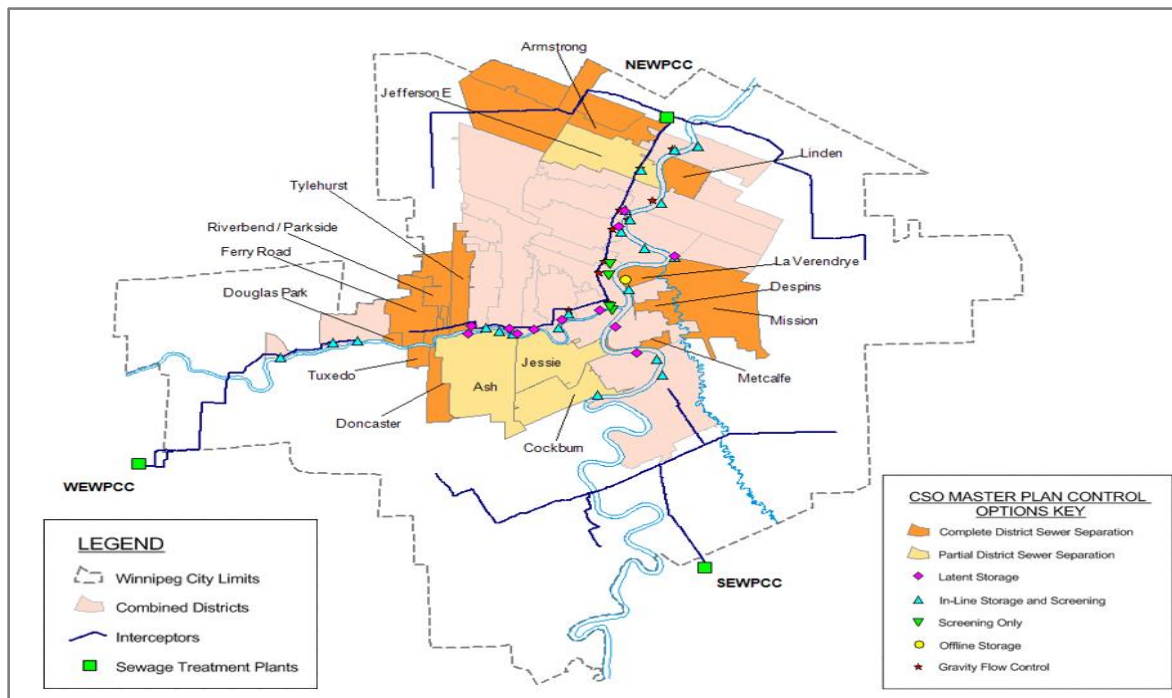 Armstrong
NEWPCC
Jefferson E
Linden
Tylehurst
Riverbend / Parkside
Ferry Road
Douglas Park
La Verendrye
Despins
Mission
Tuxedo
Jessie
Ash
Metcalfe
Doncaster
Cockburn
WEWPCC
SEWPCC
LEGEND
Winnipeg City Limits
Combined Districts
Interceptors
Sewage Treatment Plants
CSO MASTER PLAN CONTROL
OPTIONS KEY
Complete District Sewer Separation
Partial District Sewer Separation
Latent Storage
In-Line Storage and Screening
Screening Only
Offline Storage
Gravity Flow Control